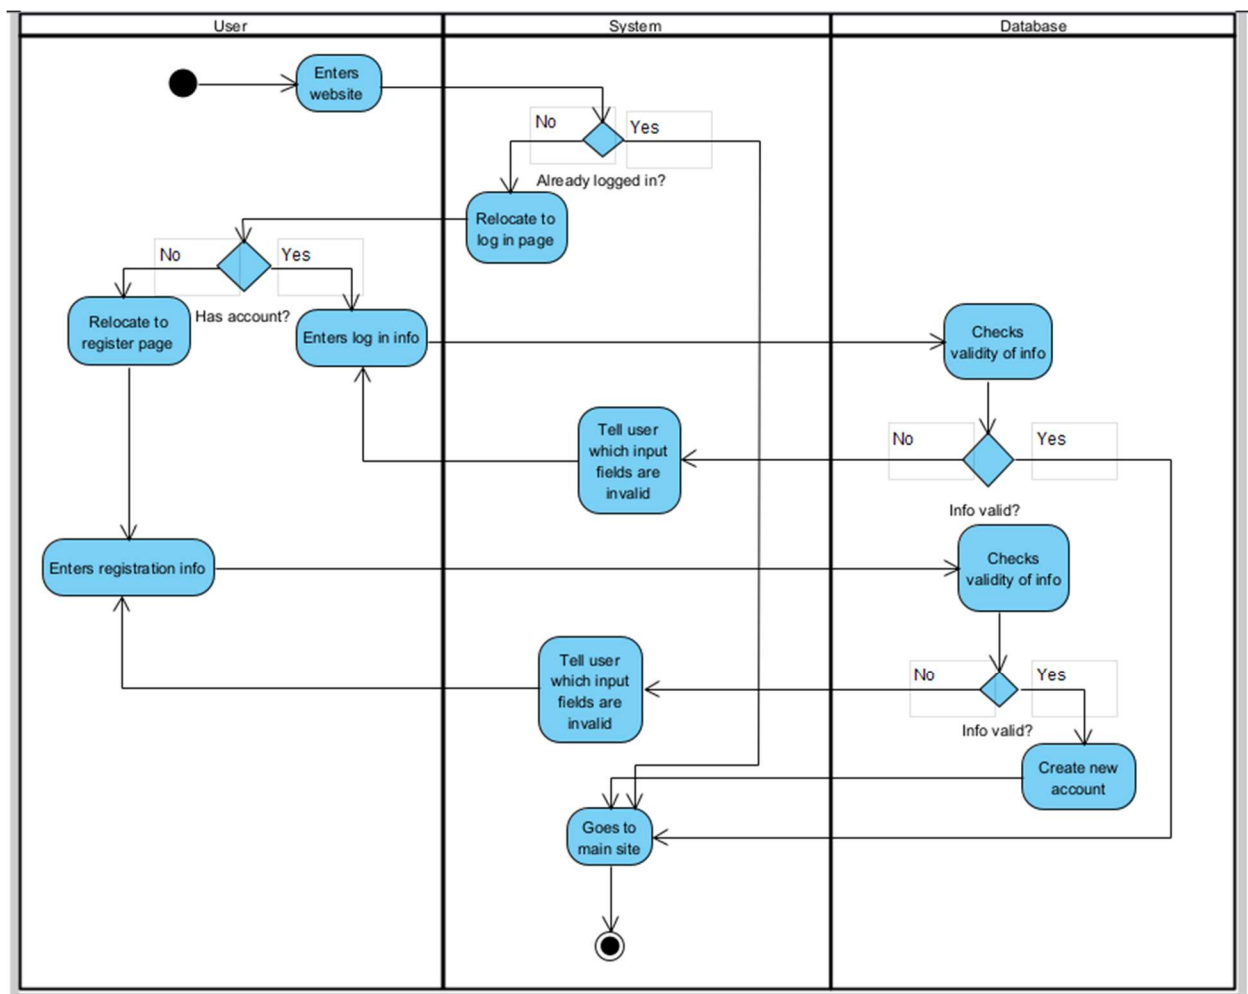 User
System
Database
Enters
website
No
Yes
Already logged in?
Relocate to
log in page
No
Yes
Has account?
Relocate to
register page
Enters log in info
Checks
validity of info
Tell user
which input
fields are
invalid
No
Yes
Info valid?
Enters registration info
Checks
validity of info
Tell user
which input
fields are
invalid
No
Yes
Info valid?
Create new
account
Goes to
main site